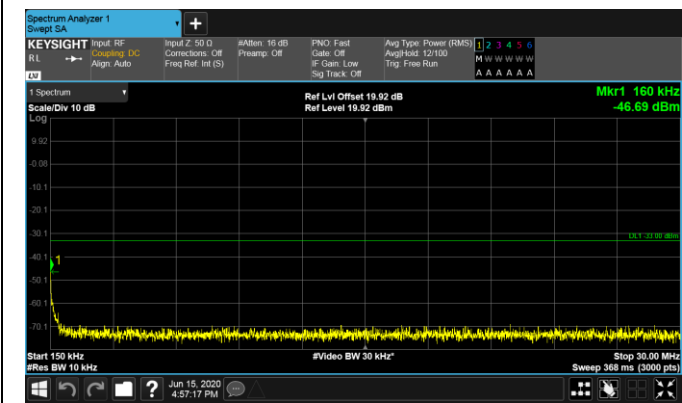 Spectrum Analyzer 1
Swept SA
KEYSIGHT Input: RF Input Z: 50 Ω #Atten: 16 dB PNO: Fast Avg Type: Power (RMS) 1 2 3 4 5 6
RL Coupling: DC Corrections: Off Preamp: Off Gate: Off Avg|Hold: 12/100 M W W W W W
Align: Auto Freq Ref: Int (S) IF Gain: Low Trig: Free Run A A A A A A
Sig Track: Off
LXI
1 Spectrum Ref Lvl Offset 19.92 dB Mkr1 160 kHz
Scale/Div 10 dB Ref Level 19.92 dBm -46.69 dBm
Log
9.92
-0.08
-10.1
-20.1
-30.1
DL1 -33.00 dBm
-40.1
1
-50.1
-60.1
-70.1
Start 150 kHz #Video BW 30 kHz* Stop 30.00 MHz
#Res BW 10 kHz Sweep 368 ms (3000 pts)
? Jun 15, 2020
4:57:17 PM